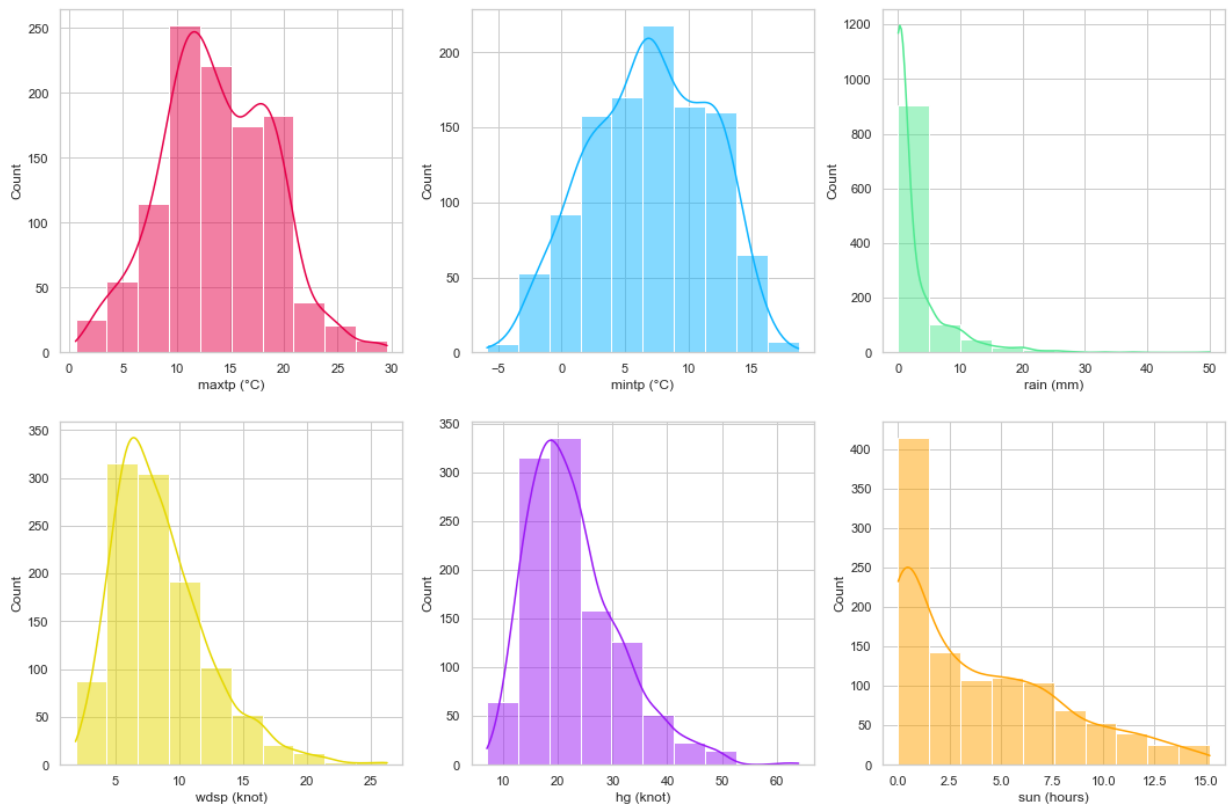 250
200
150
100
50
0
Count
0 5 10 15 20 25 30
maxtp (°C)
200
150
100
50
0
Count
−5 0 5 10 15
mintp (°C)
1200
1000
800
600
400
200
0
Count
0 10 20 30 40 50
rain (mm)
350
300
250
200
150
100
50
0
Count
5 10 15 20 25
wdsp (knot)
350
300
250
200
150
100
50
0
Count
10 20 30 40 50 60
hg (knot)
400
350
300
250
200
150
100
50
0
Count
0.0 2.5 5.0 7.5 10.0 12.5 15.0
sun (hours)